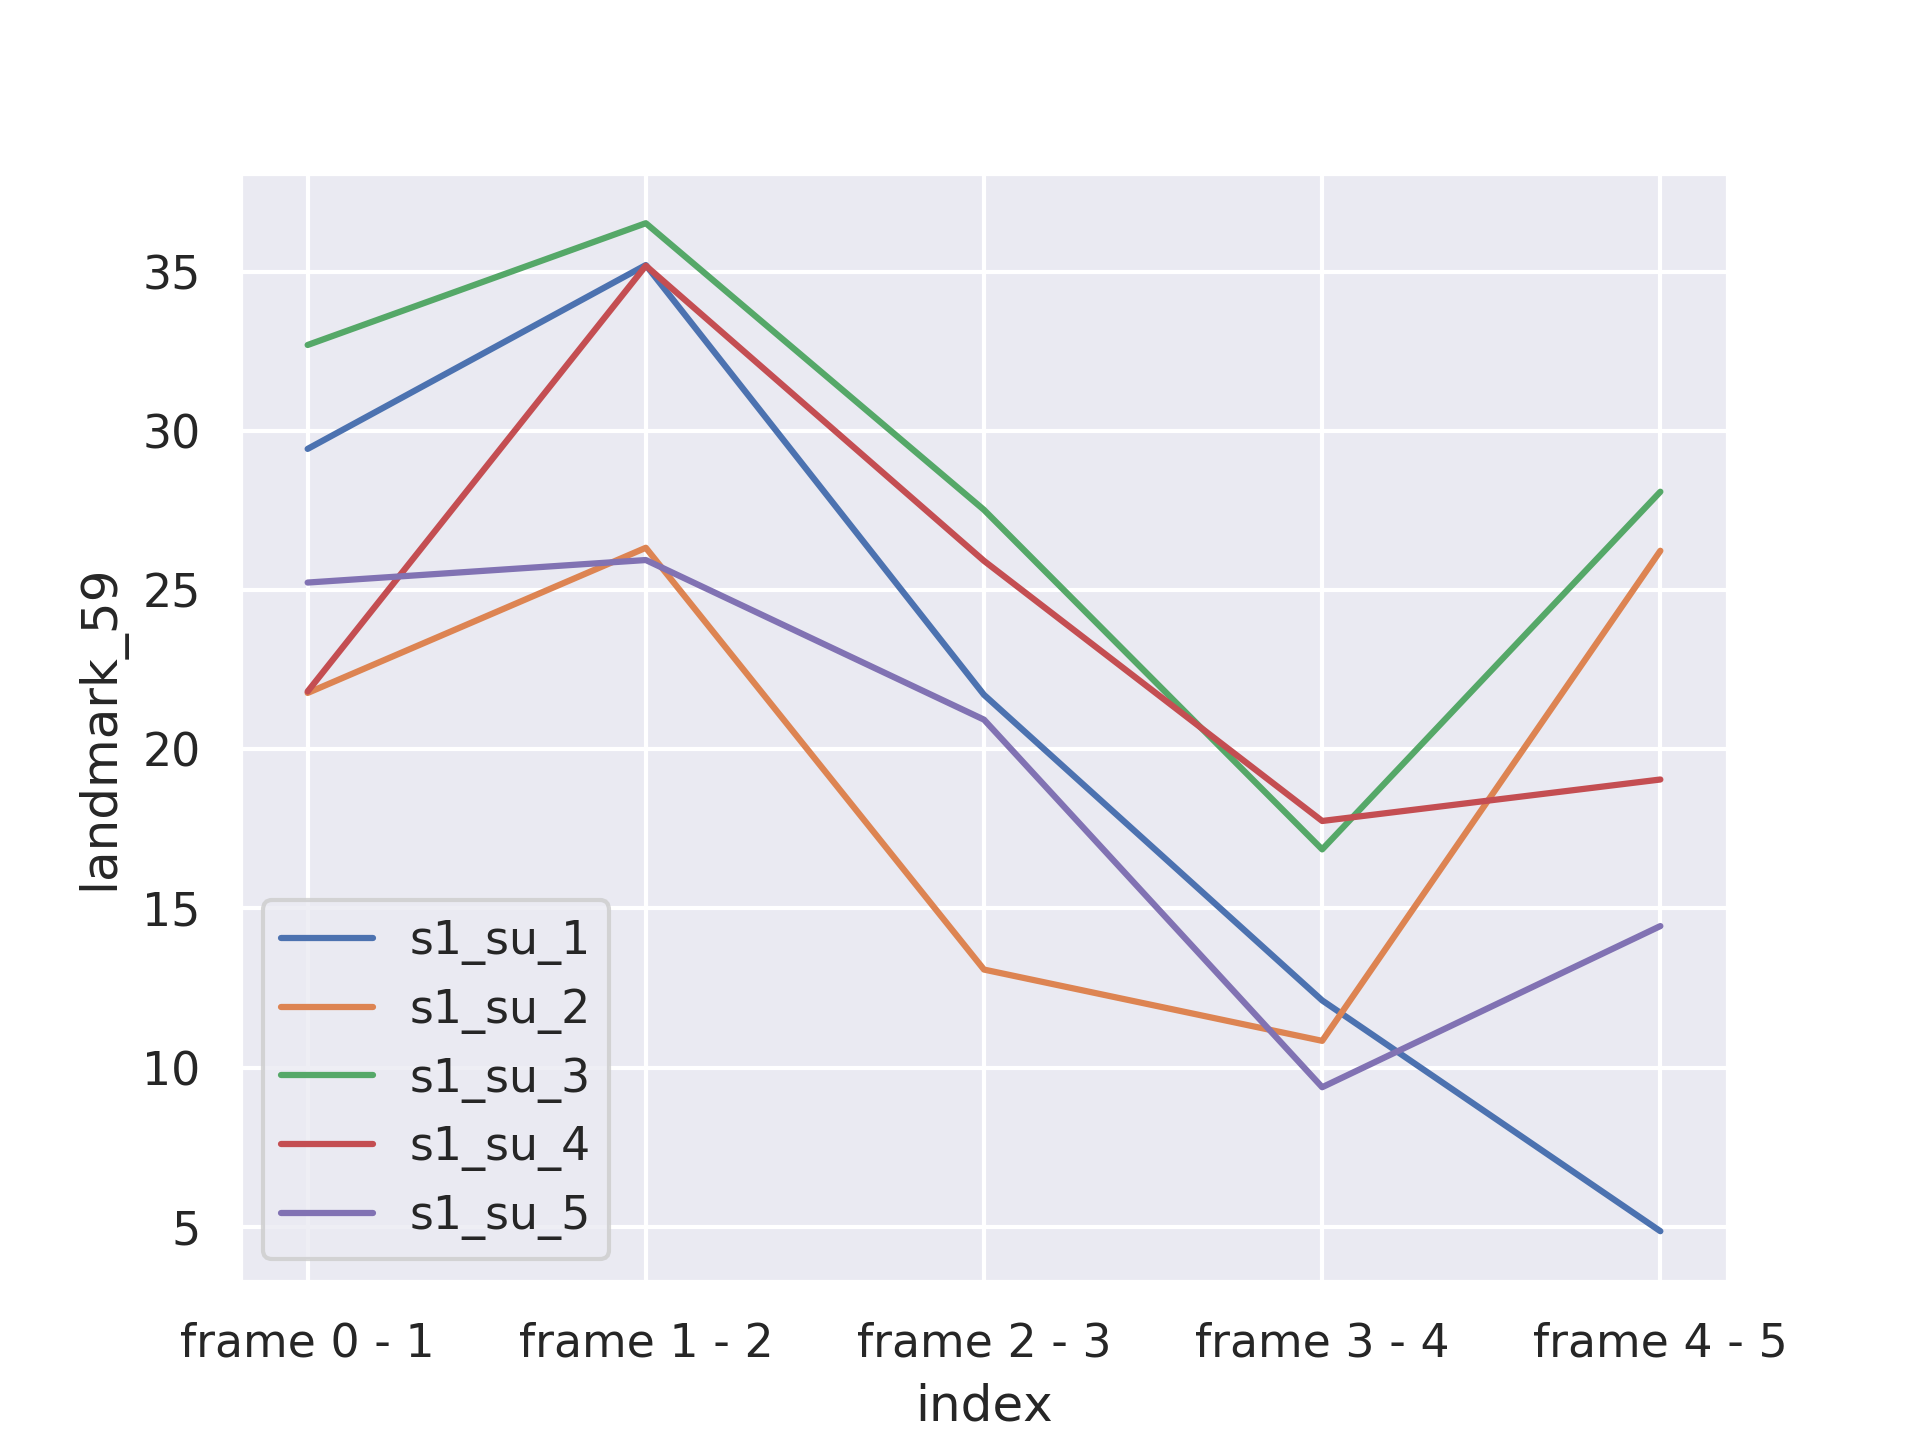 landmark_59
35
30
25
20
15
10
5
s1_su_1
s1_su_2
s1_su_3
s1_su_4
s1_su_5
frame 0 - 1 frame 1 - 2 frame 2 - 3 frame 3 - 4 frame 4 - 5
index